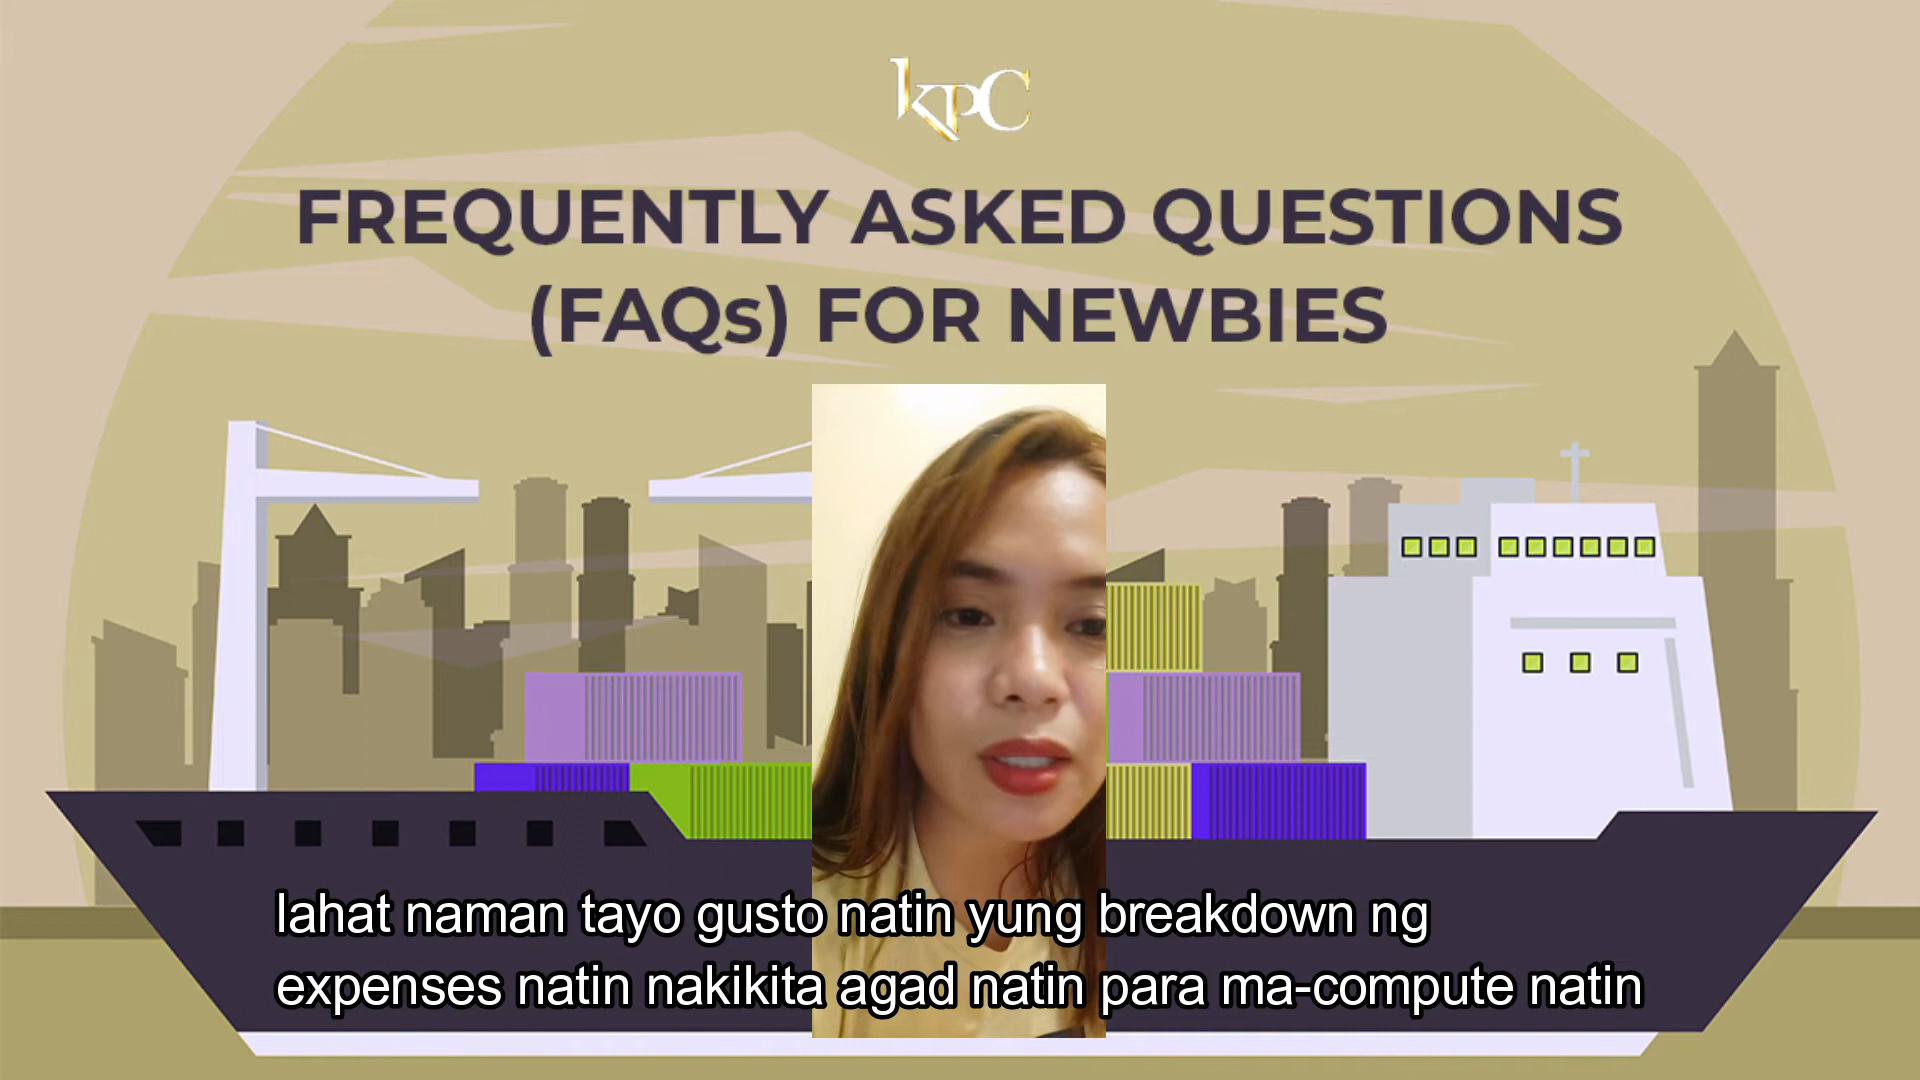 KPC
FREQUENTLY ASKED QUESTIONS
(FAQs) FOR NEWBIES
lahat naman tayo gusto natin yung breakdown ng
expenses natin nakikita agad natin para ma-compute natin